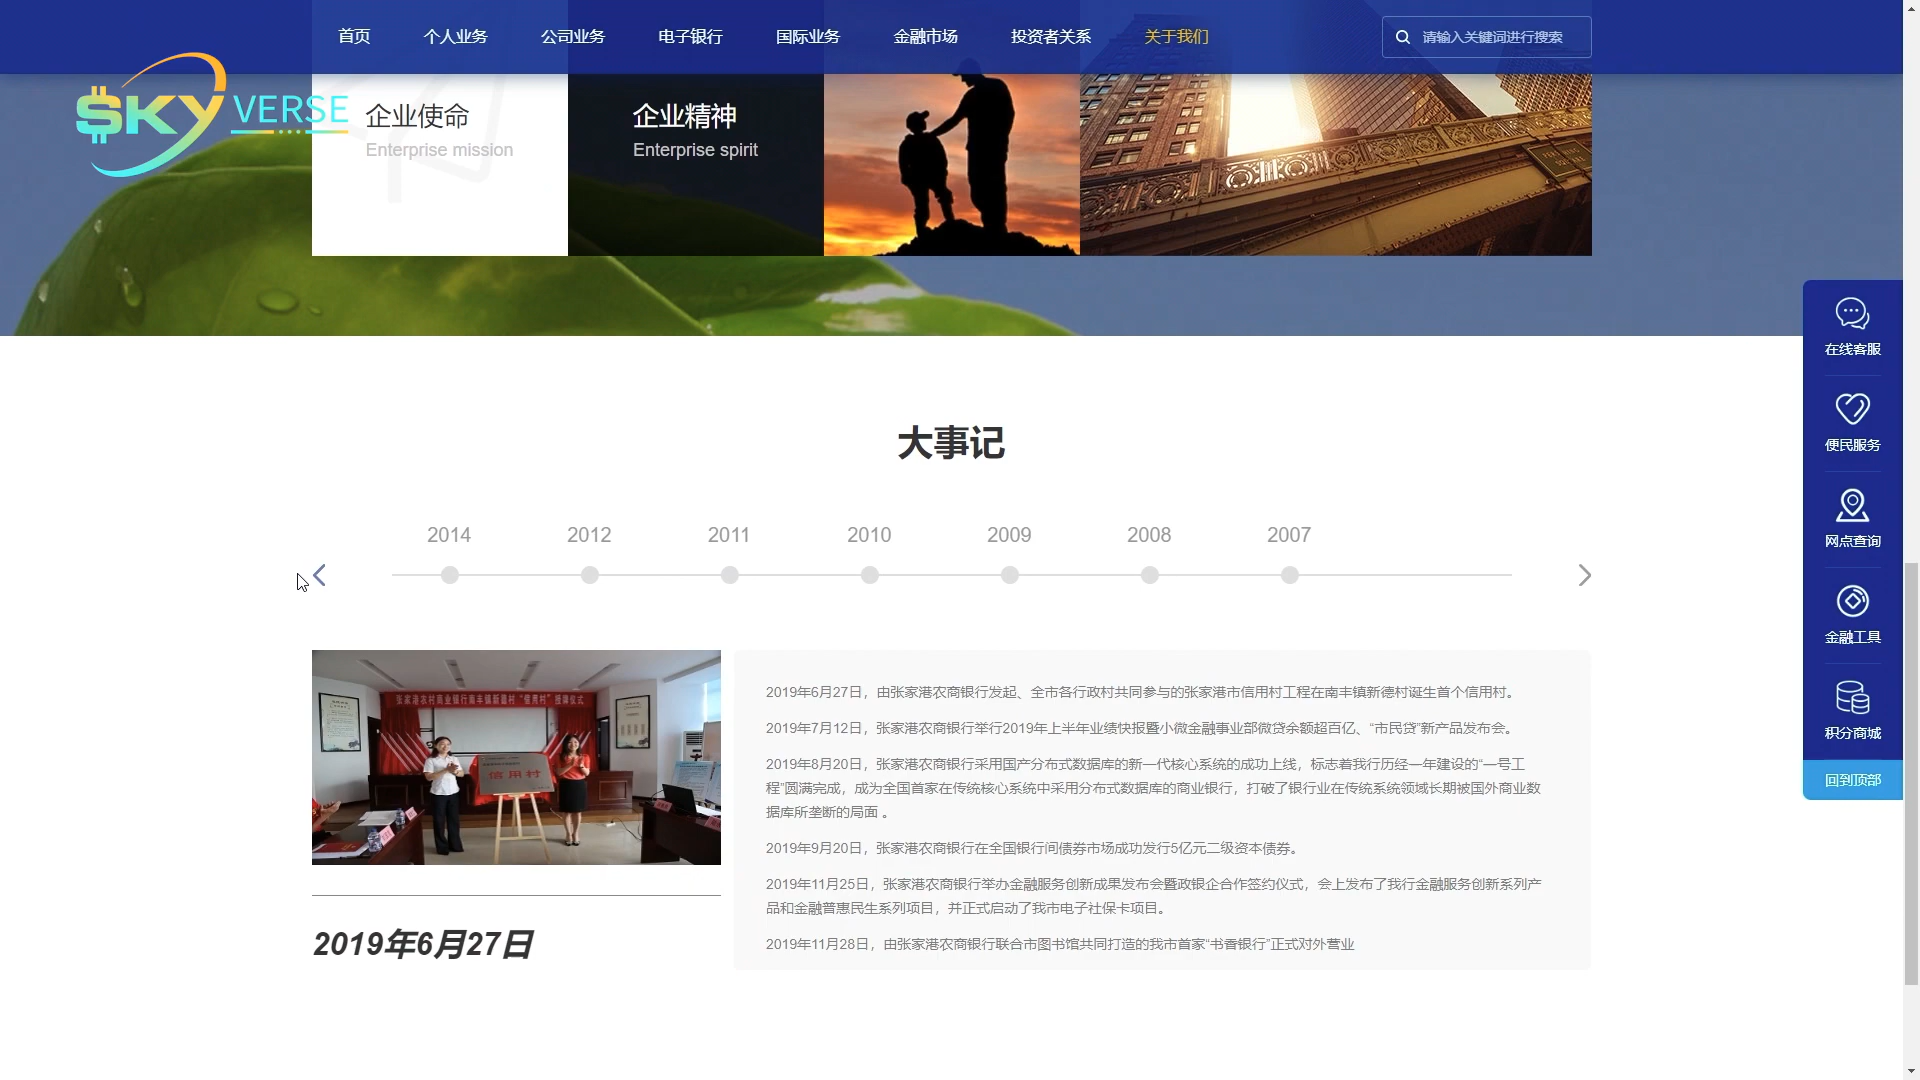 首页 个人业务 公司业务 电子银行 国际业务 金融市场 投资者关系 关于我们 请输入关键词进行搜索
$KY VERSE
企业使命
Enterprise mission
企业精神
Enterprise spirit
在线客服
便民服务
网点查询
金融工具
积分商城
回到顶部
大事记
2014 2012 2011 2010 2009 2008 2007
张家港农村商业银行南丰镇新德村“信用村”授牌仪式
信用村
2019年6月27日
2019年6月27日，由张家港农商银行发起、全市各行政村共同参与的张家港市信用村工程在南丰镇新德村诞生首个信用村。
2019年7月12日，张家港农商银行举行2019年上半年业绩快报暨小微金融事业部微贷余额超百亿、“市民贷”新产品发布会。
2019年8月20日，张家港农商银行采用国产分布式数据库的新一代核心系统的成功上线，标志着我行历经一年建设的“一号工
程”圆满完成，成为全国首家在传统核心系统中采用分布式数据库的商业银行，打破了银行业在传统系统领域长期被国外商业数
据库所垄断的局面 。
2019年9月20日，张家港农商银行在全国银行间债券市场成功发行5亿元二级资本债券。
2019年11月25日，张家港农商银行举办金融服务创新成果发布会暨政银企合作签约仪式，会上发布了我行金融服务创新系列产
品和金融普惠民生系列项目，并正式启动了我市电子社保卡项目。
2019年11月28日，由张家港农商银行联合市图书馆共同打造的我市首家“书香银行”正式对外营业